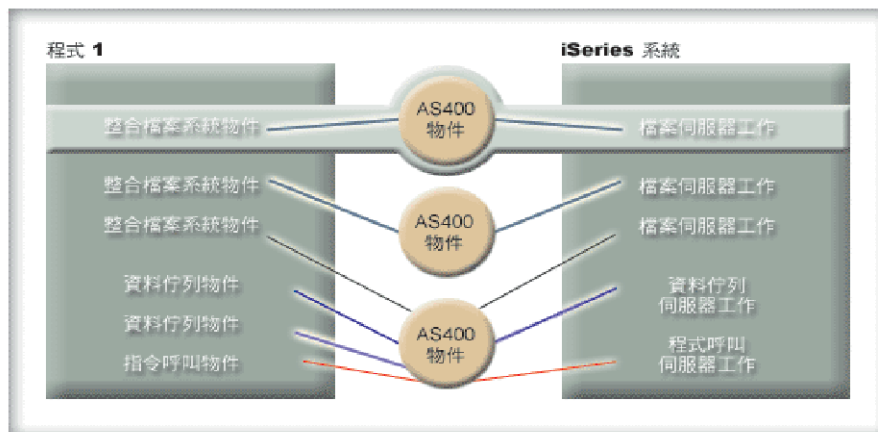 程式 1
iSeries 系統
整合檔案系統物件
AS400
物件
檔案伺服器工作
整合檔案系統物件
AS400
物件
檔案伺服器工作
整合檔案系統物件
檔案伺服器工作
資料佇列物件
AS400
物件
資料佇列
伺服器工作
資料佇列物件
程式呼叫
伺服器工作
指令呼叫物件